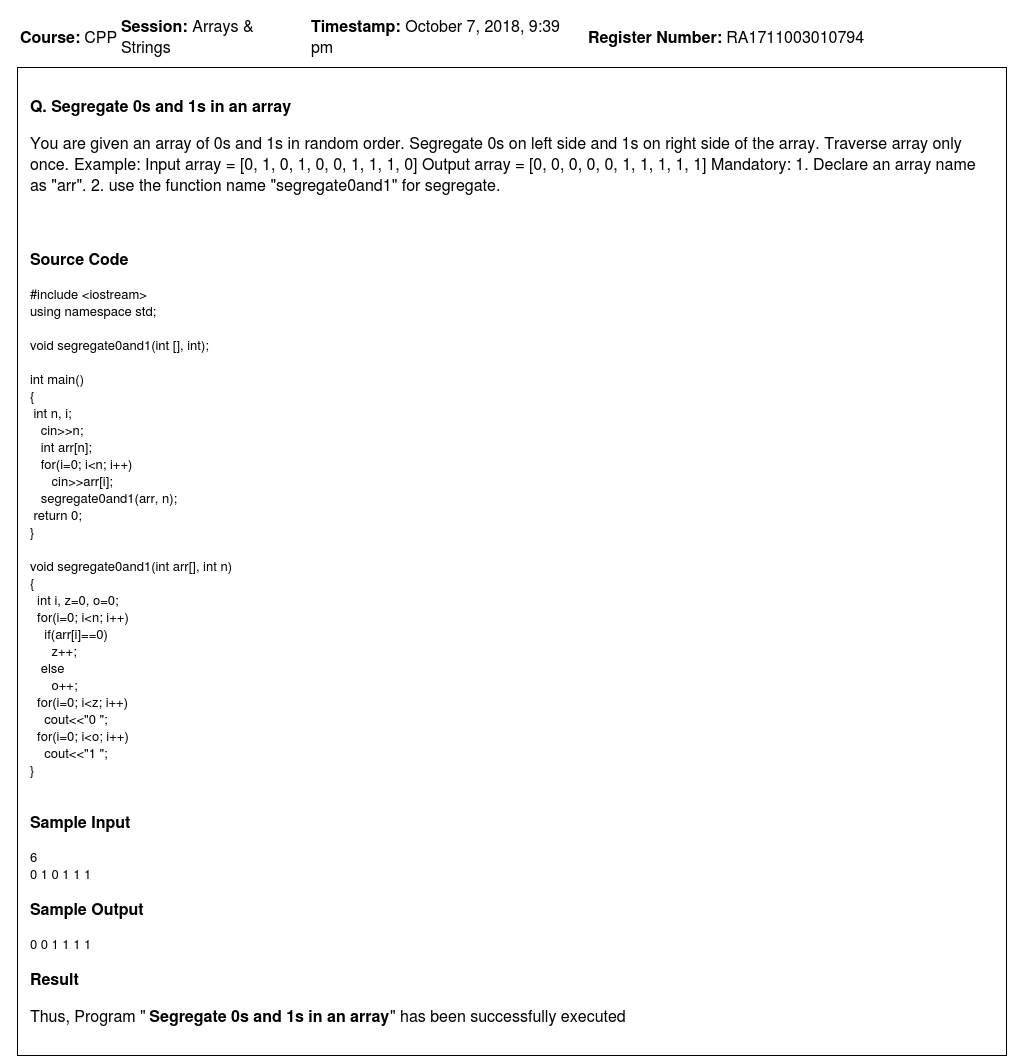 Course: CPP Session: Arrays & Strings Timestamp: October 7, 2018, 9:39 pm Register Number: RA1711003010794
Q. Segregate 0s and 1s in an array
You are given an array of 0s and 1s in random order. Segregate 0s on left side and 1s on right side of the array. Traverse array only
once. Example: Input array = [0, 1, 0, 1, 0, 0, 1, 1, 1, 0] Output array = [0, 0, 0, 0, 0, 1, 1, 1, 1, 1] Mandatory: 1. Declare an array name
as "arr". 2. use the function name "segregate0and1" for segregate.
Source Code
#include <iostream>
using namespace std;
void segregate0and1(int [], int);
int main()
{
int n, i;
cin>>n;
int arr[n];
for(i=0; i<n; i++)
cin>>arr[i];
segregate0and1(arr, n);
return 0;
}
void segregate0and1(int arr[], int n)
{
int i, z=0, o=0;
for(i=0; i<n; i++)
if(arr[i]==0)
z++;
else
o++;
for(i=0; i<z; i++)
cout<<"0 ";
for(i=0; i<o; i++)
cout<<"1 ";
}
Sample Input
6
0 1 0 1 1 1
Sample Output
0 0 1 1 1 1
Result
Thus, Program " Segregate 0s and 1s in an array" has been successfully executed